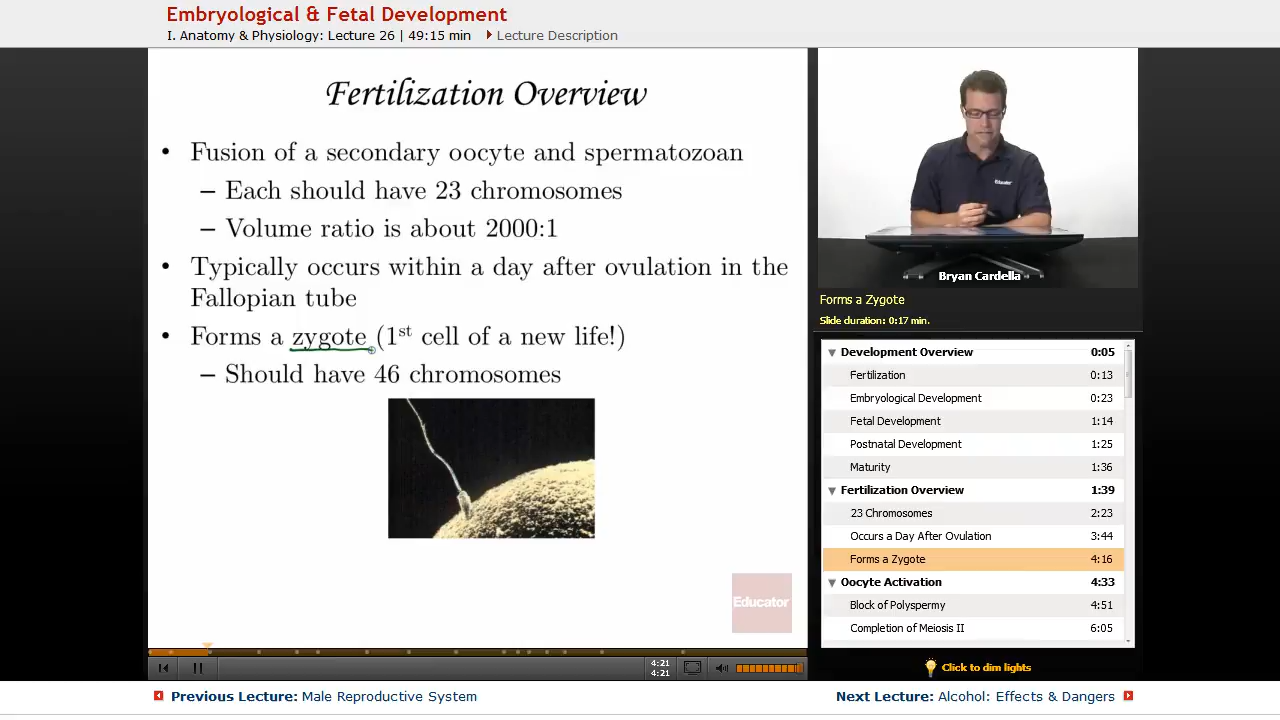 Embryological & Fetal Development
I. Anatomy & Physiology: Lecture 26 | 49:15 min Lecture Description
Fertilization Overview
• Fusion of a secondary oocyte and spermatozoan
– Each should have 23 chromosomes
– Volume ratio is about 2000:1
• Typically occurs within a day after ovulation in the
Fallopian tube
• Forms a zygote (1st cell of a new life!)
– Should have 46 chromosomes
Educator
Educator
Bryan Cardella
Forms a Zygote
Slide duration: 0:17 min.
Development Overview 0:05
Fertilization 0:13
Embryological Development 0:23
Fetal Development 1:14
Postnatal Development 1:25
Maturity 1:36
Fertilization Overview 1:39
23 Chromosomes 2:23
Occurs a Day After Ovulation 3:44
Forms a Zygote 4:16
Oocyte Activation 4:33
Block of Polyspermy 4:51
Completion of Meiosis II 6:05
4:21
4:21
Click to dim lights
Previous Lecture: Male Reproductive System
Next Lecture: Alcohol: Effects & Dangers